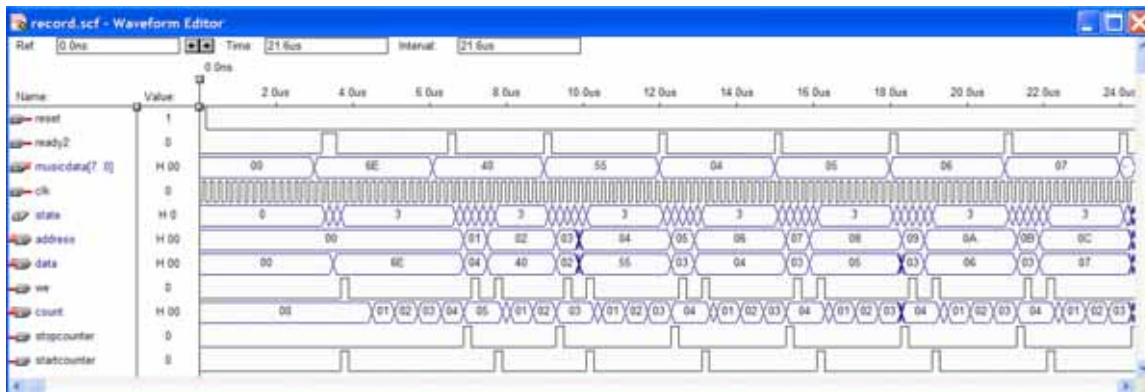 record.scf - Waveform Editor
Ref: 0.0ns Time: 21.6us Interval: 21.6us
0.0ns
Name: Value: 2.0us 4.0us 6.0us 8.0us 10.0us 12.0us 14.0us 16.0us 18.0us 20.0us 22.0us 24.0us
reset 1
ready2 0
musicdata[7..0] H 00 00 6E 40 55 04 05 06 07
clk 0
state H 0 0 3 3 3 3 3 3 3
address H 00 00 01 02 03 04 05 06 07 08 09 0A 0B 0C
data H 00 00 6E 04 40 02 55 03 04 03 05 03 06 03 07
we 0
count H 00 00 01 02 03 04 05 01 02 03 01 02 03 04 01 02 03 04 01 02 03 04 01 02 03 04 01 02 03
stopcounter 0
startcounter 0